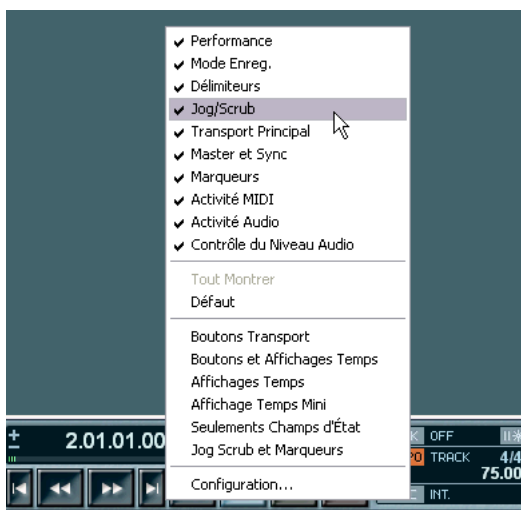 Performance
Mode Enreg.
Délimiteurs
Jog/Scrub
Transport Principal
Master et Sync
Marqueurs
Activité MIDI
Activité Audio
Contrôle du Niveau Audio
Tout Montrer
Défaut
Boutons Transport
Boutons et Affichages Temps
Affichages Temps
Affichage Temps Mini
Seulements Champs d'État
Jog Scrub et Marqueurs
Configuration...
2.01.01.00
OFF
TRACK 4/4
75.00
INT.